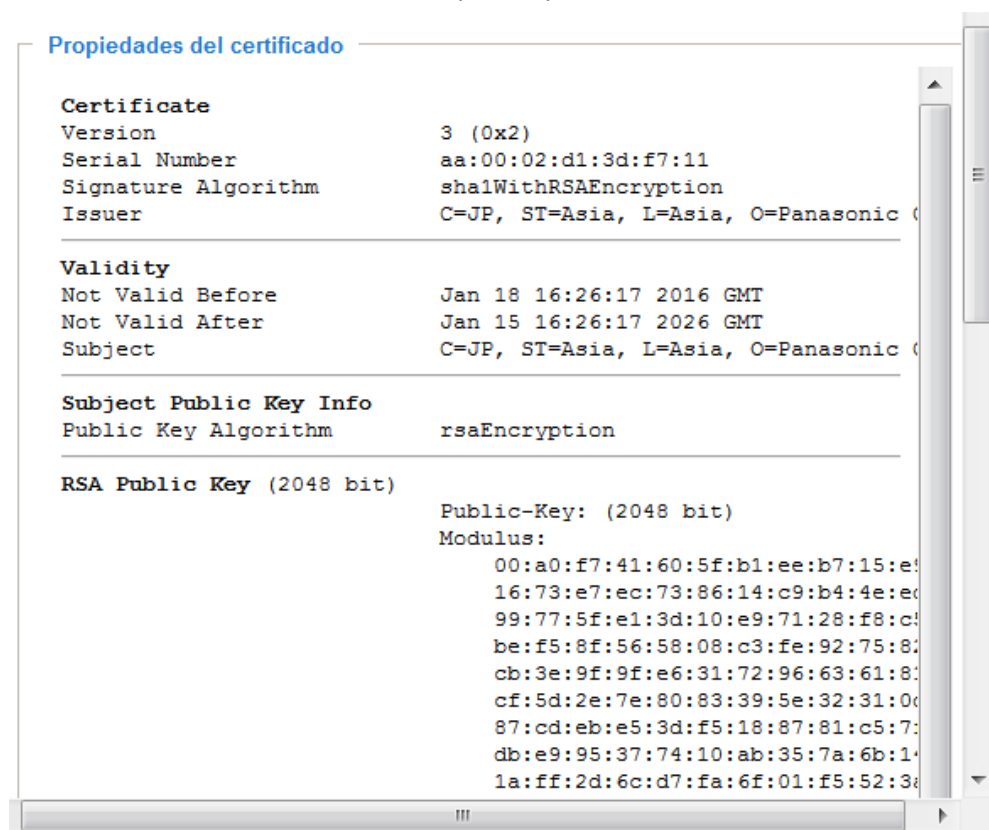 Propiedades del certificado
Certificate
Version 3 (0x2)
Serial Number aa:00:02:d1:3d:f7:11
Signature Algorithm sha1WithRSAEncryption
Issuer C=JP, ST=Asia, L=Asia, O=Panasonic
Validity
Not Valid Before Jan 18 16:26:17 2016 GMT
Not Valid After Jan 15 16:26:17 2026 GMT
Subject C=JP, ST=Asia, L=Asia, O=Panasonic
Subject Public Key Info
Public Key Algorithm rsaEncryption
RSA Public Key (2048 bit)
Public-Key: (2048 bit)
Modulus:
00:a0:f7:41:60:5f:b1:ee:b7:15:e
16:73:e7:ec:73:86:14:c9:b4:4e:e
99:77:5f:e1:3d:10:e9:71:28:f8:c
be:f5:8f:56:58:08:c3:fe:92:75:8
cb:3e:9f:9f:e6:31:72:96:63:61:8
cf:5d:2e:7e:80:83:39:5e:32:31:0
87:cd:eb:e5:3d:f5:18:87:81:c5:7
db:e9:95:37:74:10:ab:35:7a:6b:1
1a:ff:2d:6c:d7:fa:6f:01:f5:52:3